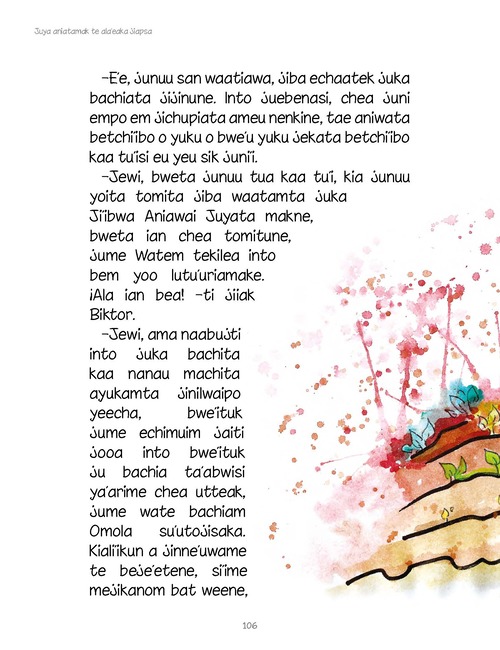 Juya aniatamak te ala'eaka jiapsa
–E'e, junuu san waatiawa, jiba echaatek juka
bachiata jijinune. Into juebenasi, chea juni
empo em jichupiata ameu nenkine, tae aniwata
betchi'ibo o yuku o bwe'u yuku jekata betchi'ibo
kaa tu'isi eu yeu sik juni'i.
–Jewi, bweta junuu tua kaa tu'i, kia junuu
yoita tomita jiba waatamta juka
Ji'ibwa Aniawai Juyata makne,
bweta ian chea tomitune,
jume Watem tekilea into
bem yoo lutu'uriamake.
¡Ala ian bea! –ti jiiak
Biktor.
–Jewi, ama naabujti
into juka bachita
kaa nanau machita
ayukamta jinilwaipo
yeecha, bwe'ituk
jume echimuim jaiti
jooa into bwe'ituk
ju bachia ta'abwisi
ya'arime chea utteak,
jume wate bachiam
Omola su'utojisaka.
Kiali'ikun a jinne'uwame
te beje'etene, si'ime
mejikanom bat weene,
106